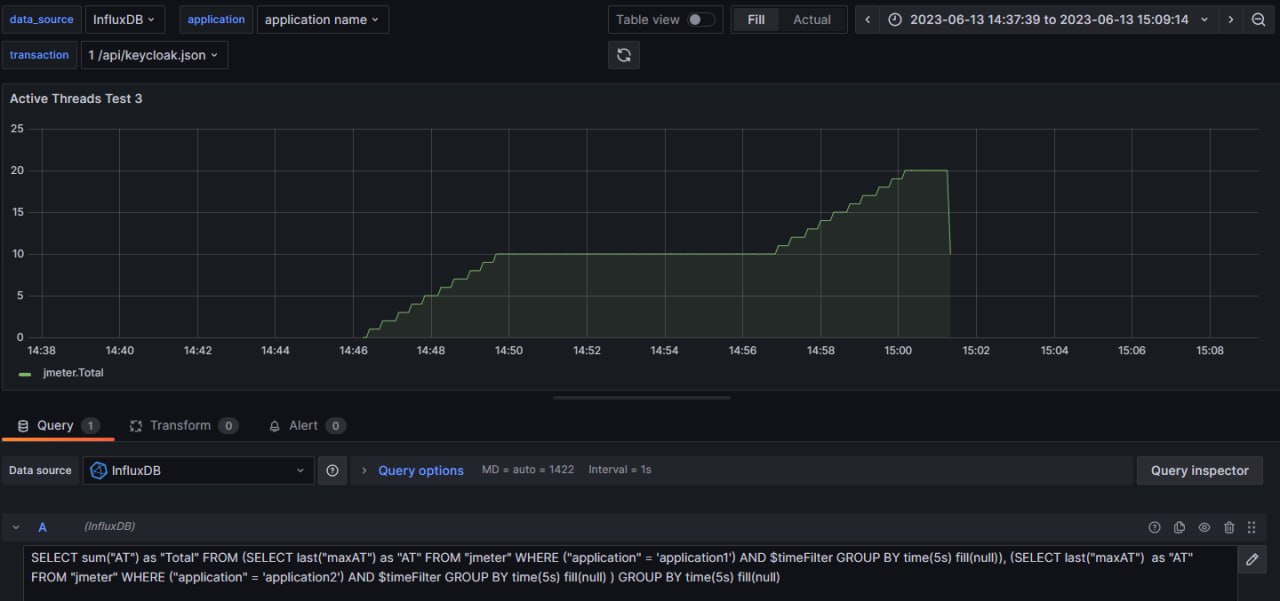 data_source InfluxDB application application name Table view Fill Actual 2023-06-13 14:37:39 to 2023-06-13 15:09:14
transaction 1 /api/keycloak.json
Active Threads Test 3
25
20
15
10
5
0
14:38 14:40 14:42 14:44 14:46 14:48 14:50 14:52 14:54 14:56 14:58 15:00 15:02 15:04 15:06 15:08
jmeter.Total
Query 1 Transform 0 Alert 0
Data source InfluxDB Query options MD = auto = 1422 Interval = 1s Query inspector
A (InfluxDB)
SELECT sum("AT") as "Total" FROM (SELECT last("maxAT") as "AT" FROM "jmeter" WHERE ("application" = 'application1') AND $timeFilter GROUP BY time(5s) fill(null)), (SELECT last("maxAT")  as "AT"
FROM "jmeter" WHERE ("application" = 'application2') AND $timeFilter GROUP BY time(5s) fill(null) ) GROUP BY time(5s) fill(null)